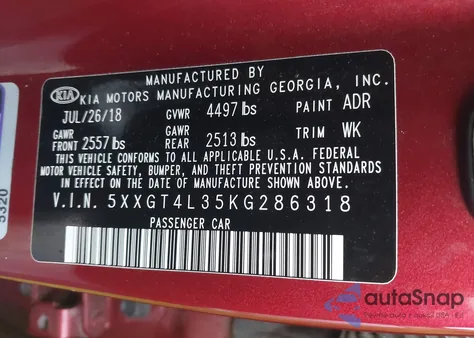 MANUFACTURED BY
KIA KIA MOTORS MANUFACTURING GEORGIA, INC.
JUL/26/18 GVWR 4497 lbs PAINT ADR
GAWR FRONT 2557 lbs GAWR REAR 2513 lbs TRIM WK
THIS VEHICLE CONFORMS TO ALL APPLICABLE U.S.A. FEDERAL
MOTOR VEHICLE SAFETY, BUMPER, AND THEFT PREVENTION STANDARDS
IN EFFECT ON THE DATE OF MANUFACTURE SHOWN ABOVE.
V.I.N. 5XXGT4L35KG286318
PASSENGER CAR
5320
autoSnap